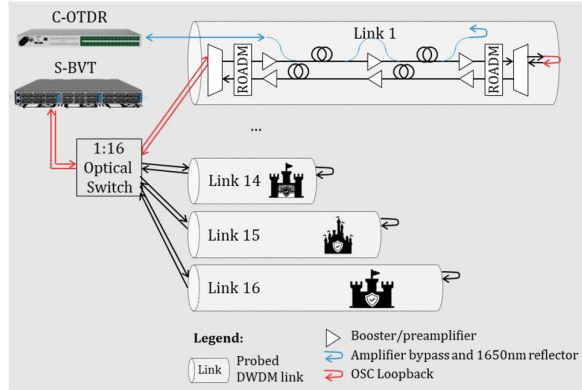 C-OTDR
S-BVT
Link 1
ROADM
ROADM
...
1:16
Optical
Switch
Link 14
Link 15
Link 16
Legend:
Link
Probed
DWDM link
Booster/preamplifier
Amplifier bypass and 1650nm reflector
OSC Loopback